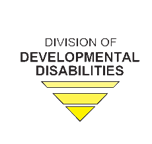 DIVISION OF
DEVELOPMENTAL
DISABILITIES